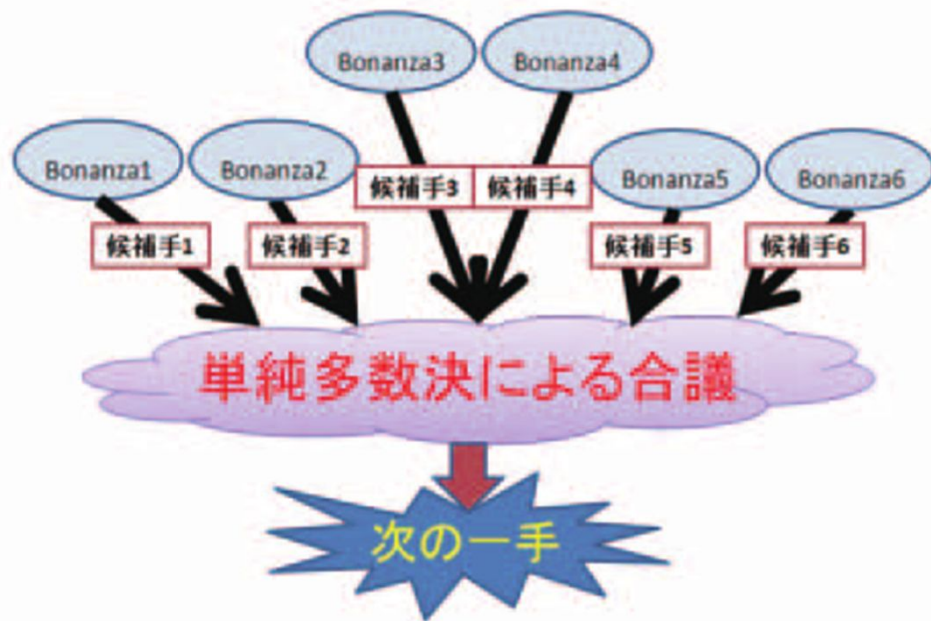 Bonanza3
Bonanza4
Bonanza1
Bonanza2
Bonanza5
Bonanza6
候補手3
候補手4
候補手1
候補手2
候補手5
候補手6
単純多数決による合議
次の一手